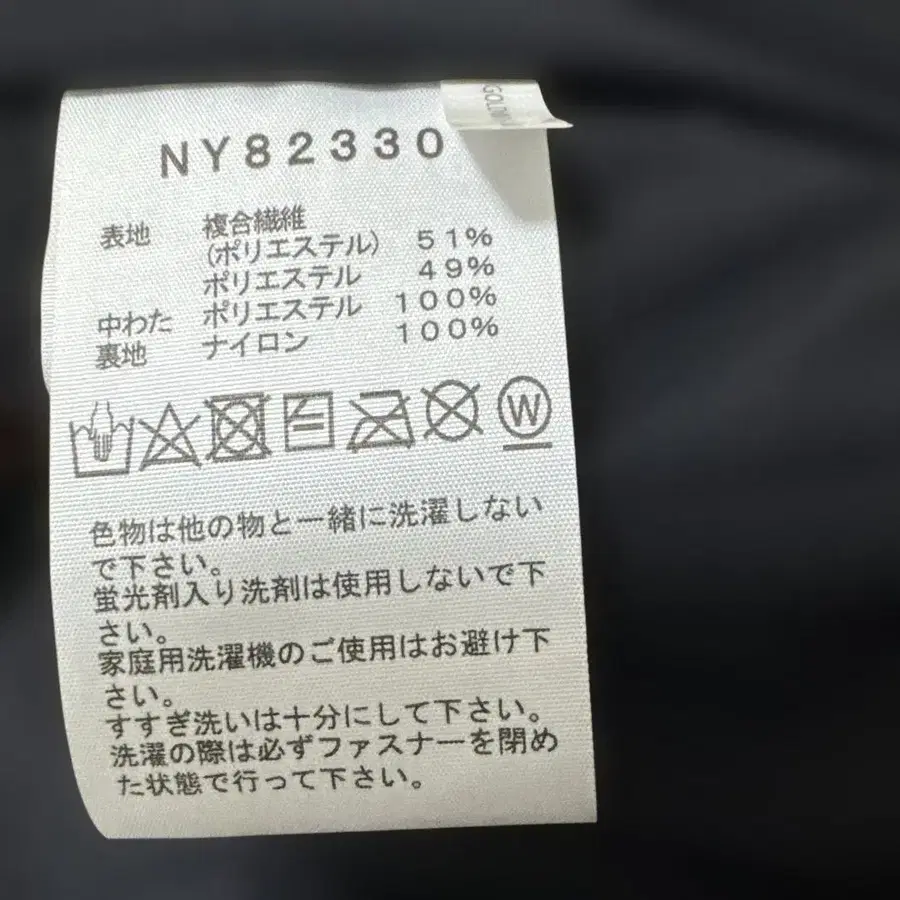 GOLDW
NY82330
表地 複合繊維
(ポリエステル) 51%
ポリエステル 49%
中わた ポリエステル 100%
裏地 ナイロン 100%
W
色物は他の物と一緒に洗濯しない
で下さい。
蛍光剤入り洗剤は使用しないで下
さい。
家庭用洗濯機のご使用はお避け下
さい。
すすぎ洗いは十分にして下さい。
洗濯の際は必ずファスナーを閉め
た状態で行って下さい。